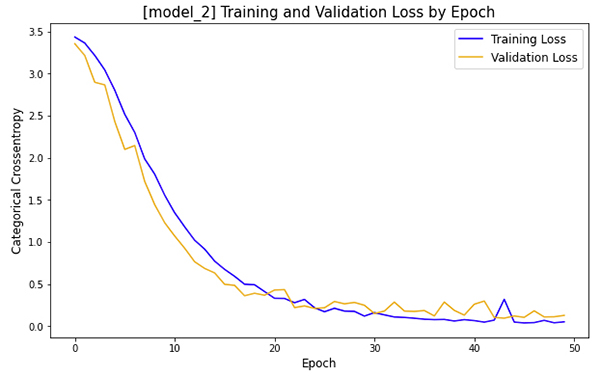 [model_2] Training and Validation Loss by Epoch
Training Loss
Validation Loss
Categorical Crossentropy
3.5
3.0
2.5
2.0
1.5
1.0
0.5
0.0
0 10 20 30 40 50
Epoch